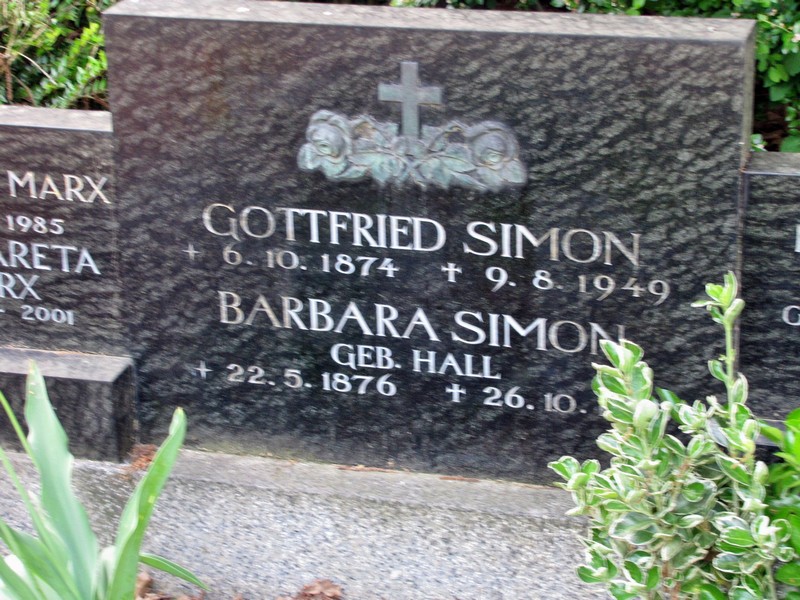 MARX
1985
ARETA
RX
2001
GOTTFRIED SIMON
+ 6. 10. 1874 ✝ 9. 8. 1949
BARBARA SIMON
GEB. HALL
+ 22. 5. 1876 ✝ 26. 10.
G